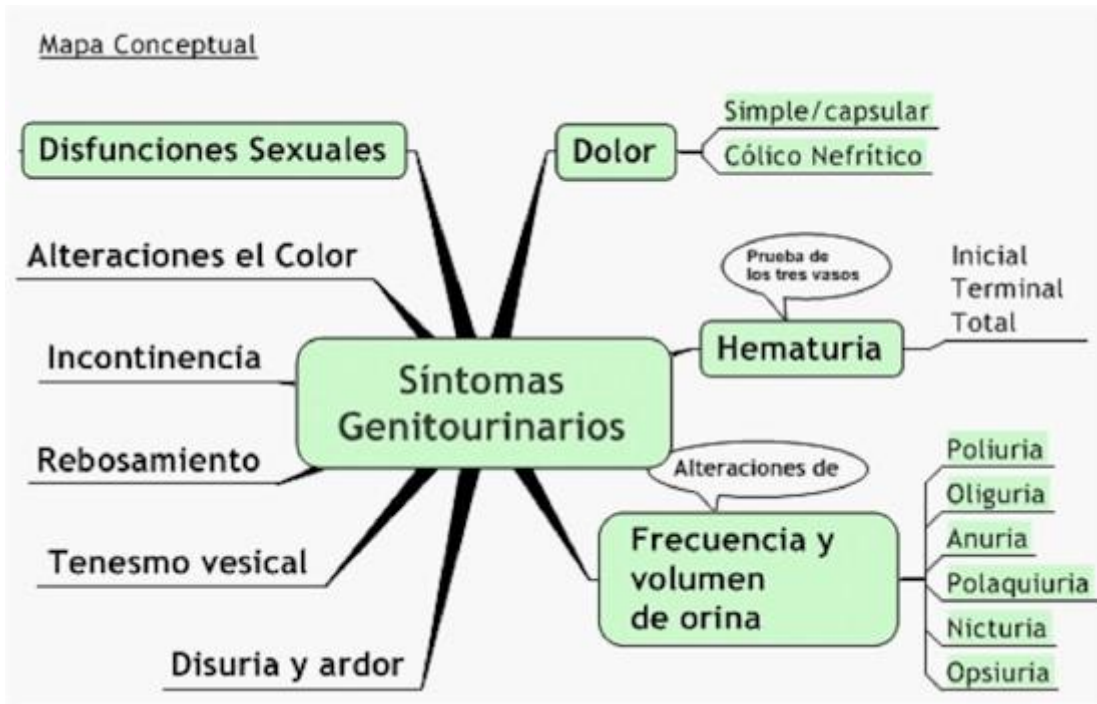 Mapa Conceptual
Disfunciones Sexuales
Alteraciones el Color
Incontinencia
Rebosamiento
Tenesmo vesical
Disuria y ardor
Síntomas
Genitourinarios
Dolor
Simple/capsular
Cólico Nefrítico
Prueba de
los tres vasos
Hematuria
Inicial
Terminal
Total
Alteraciones de
Frecuencia y
volumen
de orina
Poliuria
Oliguria
Anuria
Polaquiuria
Nicturia
Opsiuria